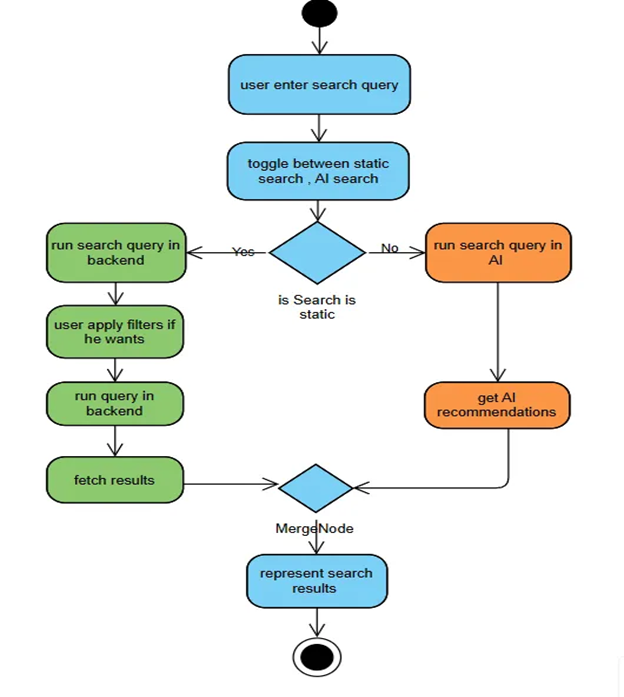 user enter search query
toggle between static
search , AI search
run search query in
backend
Yes
No
run search query in
AI
is Search is
static
user apply filters if
he wants
run query in
backend
get AI
recommendations
fetch results
MergeNode
represent search
results